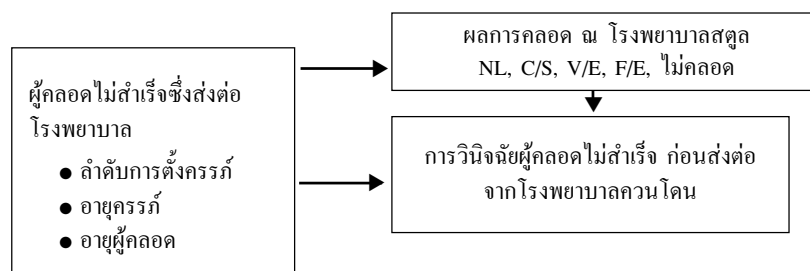 ผู้คลอดไม่สำเร็จซึ่งส่งต่อ
โรงพยาบาล
● ลำดับการตั้งครรภ์
● อายุครรภ์
● อายุผู้คลอด
ผลการคลอด ณ โรงพยาบาลสตูล
NL, C/S, V/E, F/E, ไม่คลอด
การวินิจฉัยผู้คลอดไม่สำเร็จ ก่อนส่งต่อ
จากโรงพยาบาลควนโดน